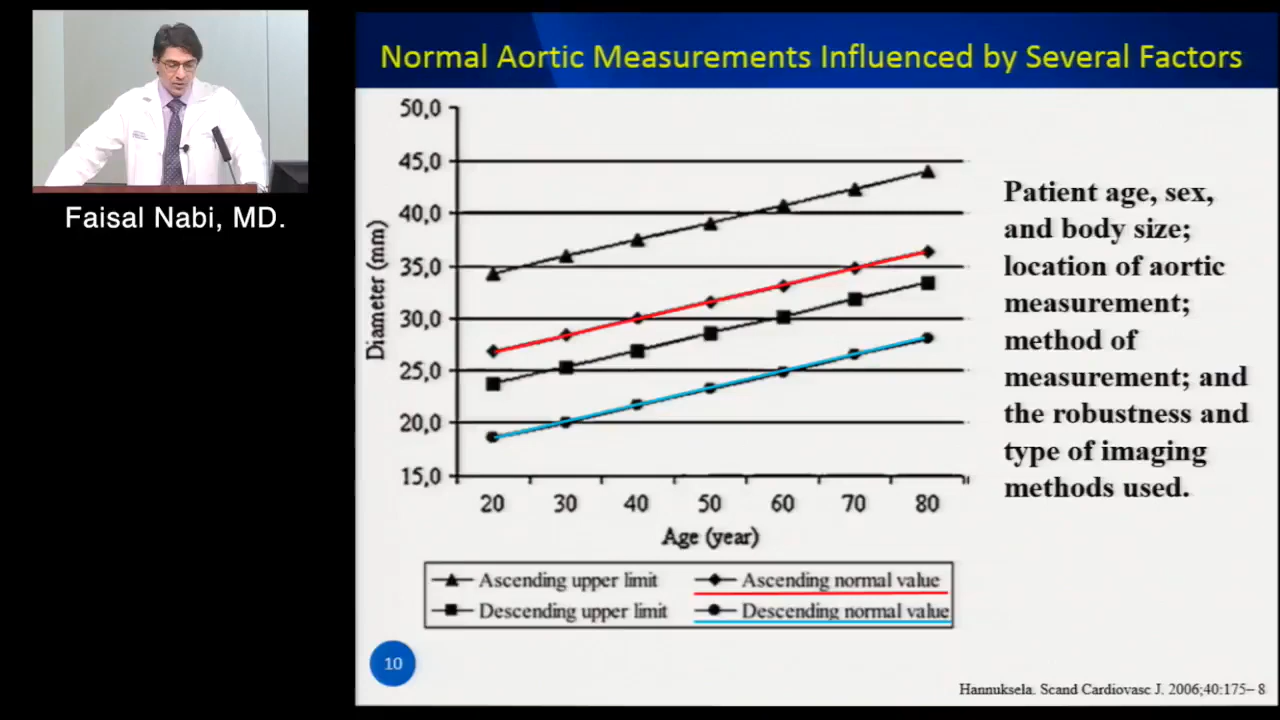 Normal Aortic Measurements Influenced by Several Factors
Faisal Nabi, MD.
50,0
45,0
40,0
35,0
30,0
25,0
20,0
15,0
Diameter (mm)
20 30 40 50 60 70 80
Age (year)
Ascending upper limit
Ascending normal value
Descending upper limit
Descending normal value
Patient age, sex,
and body size;
location of aortic
measurement;
method of
measurement; and
the robustness and
type of imaging
methods used.
10
Hannuksela. Scand Cardiovasc J. 2006;40:175–8